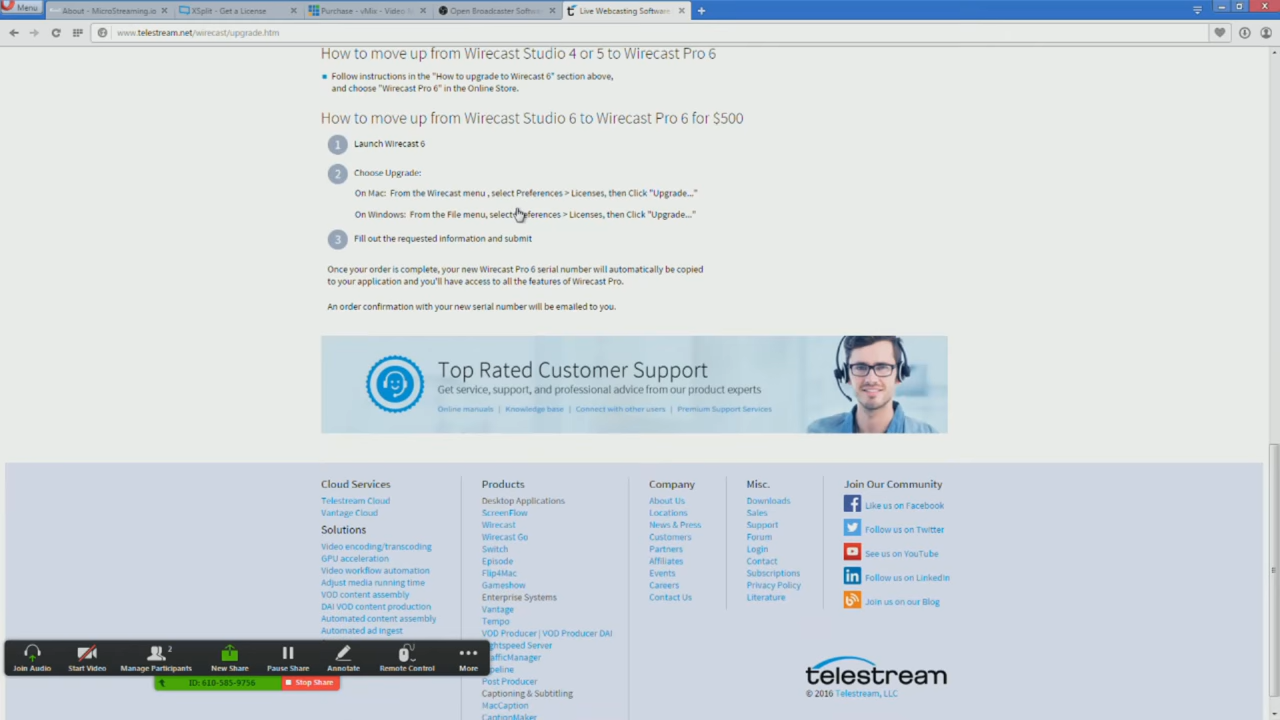 Menu
About - MicroStreaming.io
XSplit - Get a License
Purchase - vMix - Video M
Open Broadcaster Softwa
Live Webcasting Software
www.telestream.net/wirecast/upgrade.htm
How to move up from Wirecast Studio 4 or 5 to Wirecast Pro 6
Follow instructions in the "How to upgrade to Wirecast 6" section above,
and choose "Wirecast Pro 6" in the Online Store.
How to move up from Wirecast Studio 6 to Wirecast Pro 6 for $500
1 Launch Wirecast 6
2 Choose Upgrade:
On Mac: From the Wirecast menu , select Preferences > Licenses, then Click "Upgrade..."
On Windows: From the File menu, select Preferences > Licenses, then Click "Upgrade..."
3 Fill out the requested information and submit
Once your order is complete, your new Wirecast Pro 6 serial number will automatically be copied
to your application and you'll have access to all the features of Wirecast Pro.
An order confirmation with your new serial number will be emailed to you.
Top Rated Customer Support
Get service, support, and professional advice from our product experts
Online manuals | Knowledge base | Connect with other users | Premium Support Services
Cloud Services
Telestream Cloud
Vantage Cloud
Solutions
Video encoding/transcoding
GPU acceleration
Video workflow automation
Adjust media running time
VOD content assembly
DAI VOD content production
Automated content assembly
Automated ad ingest
Products
Desktop Applications
ScreenFlow
Wirecast
Wirecast Go
Switch
Episode
Flip4Mac
Gameshow
Enterprise Systems
Vantage
Tempo
VOD Producer | VOD Producer DAI
ghtspeed Server
afficManager
peline
Post Producer
Captioning & Subtitling
MacCaption
CaptionMaker
Company
About Us
Locations
News & Press
Customers
Partners
Affiliates
Events
Careers
Contact Us
Misc.
Downloads
Sales
Support
Forum
Login
Contact
Subscriptions
Privacy Policy
Literature
Join Our Community
Like us on Facebook
Follow us on Twitter
See us on YouTube
Follow us on LinkedIn
Join us on our Blog
telestream
© 2016 Telestream, LLC
Join Audio
Start Video
2
Manage Participants
New Share
Pause Share
Annotate
Remote Control
More
ID: 610-585-9756
Stop Share